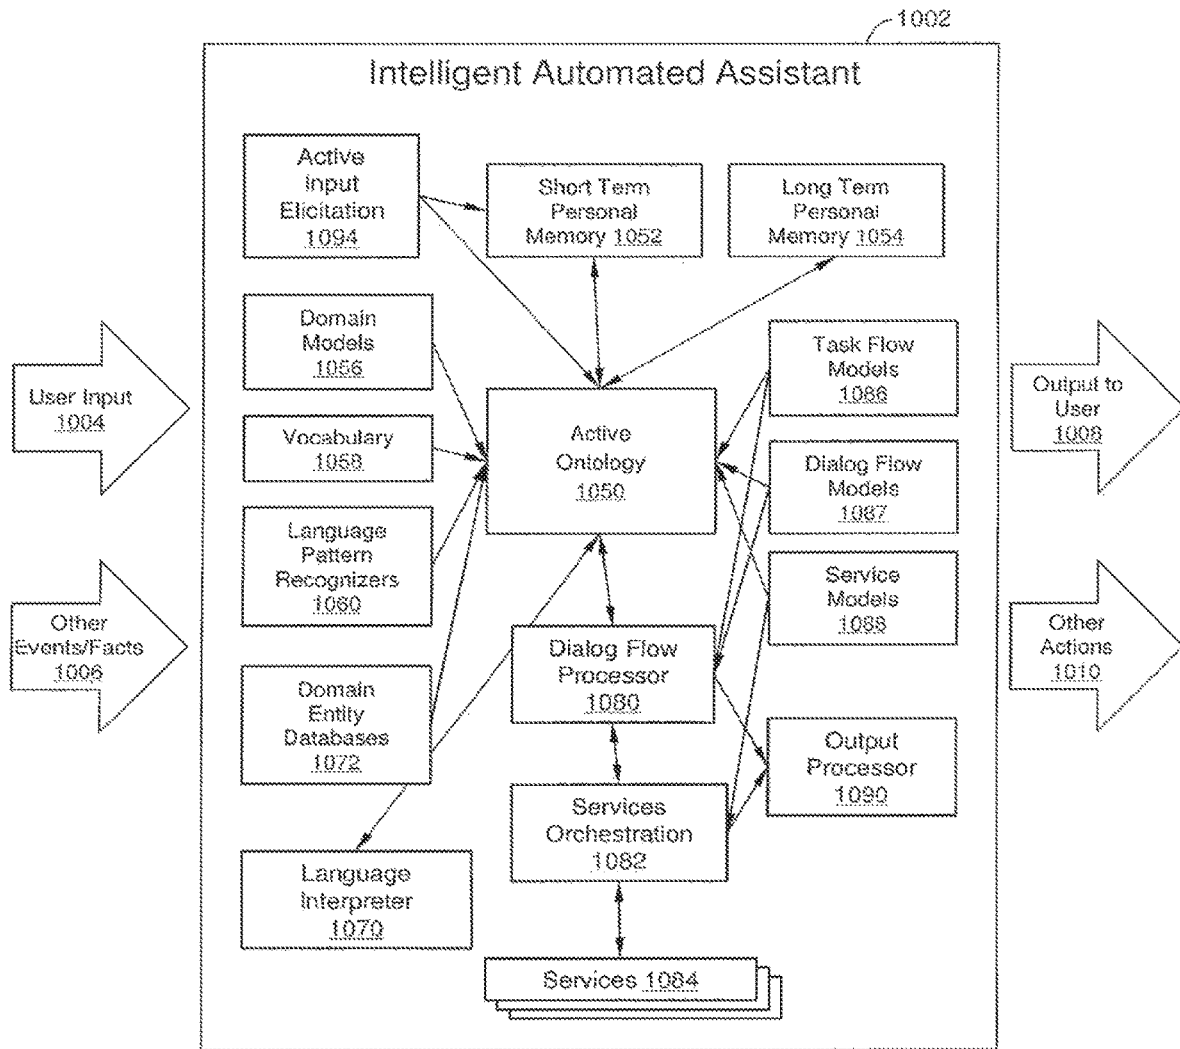 1002
Intelligent Automated Assistant
Active
Input
Elicitation
1094
Short Term
Personal
Memory 1052
Long Term
Personal
Memory 1054
Domain
Models
1056
Task Flow
Models
1086
User Input
1004
Output to
User
1008
Vocabulary
1058
Active
Ontology
1050
Dialog Flow
Models
1087
Language
Pattern
Recognizers
1060
Service
Models
1088
Other
Events/Facts
1006
Other
Actions
1010
Dialog Flow
Processor
1080
Domain
Entity
Databases
1072
Output
Processor
1090
Services
Orchestration
1082
Language
Interpreter
1070
Services 1084